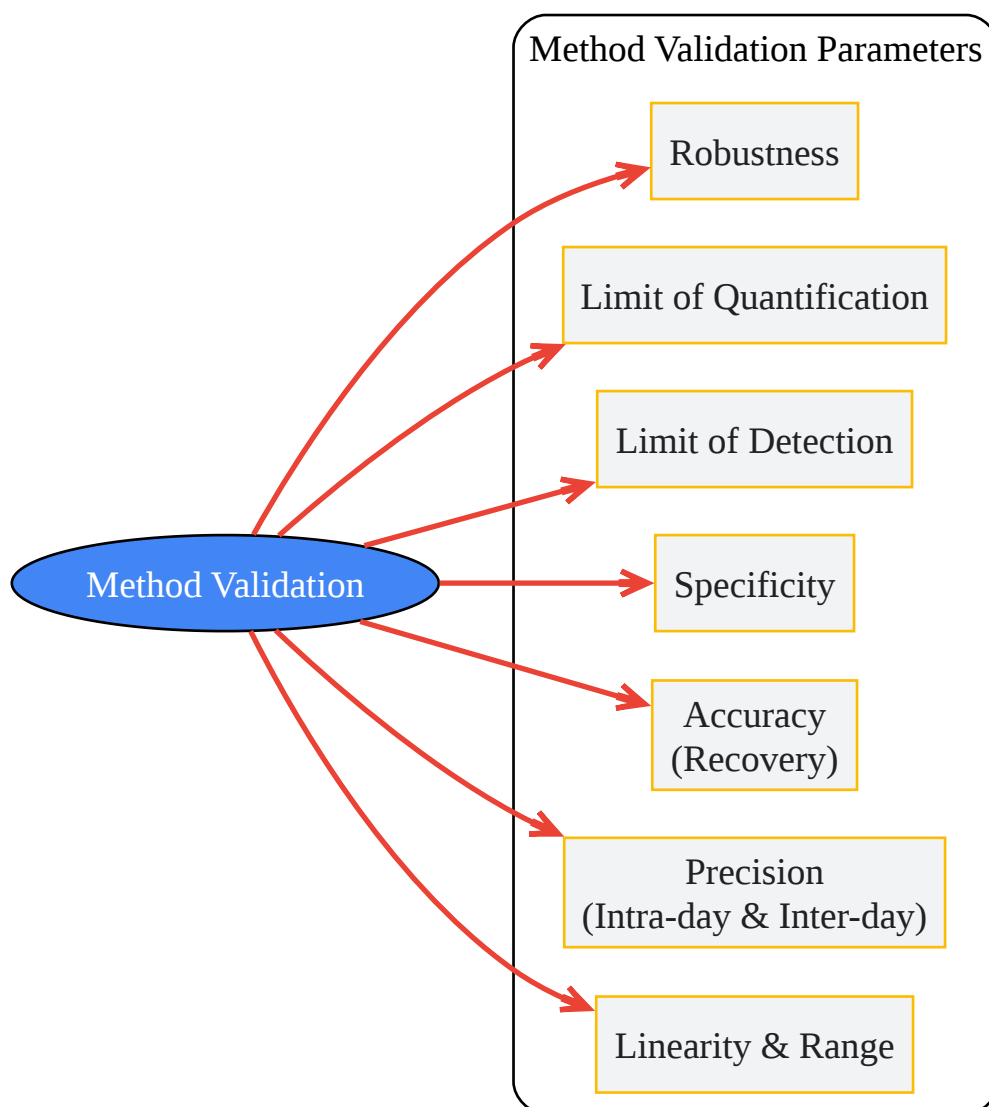 Method Validation Parameters
Robustness
Limit of Quantification
Limit of Detection
Method Validation
Specificity
Accuracy
(Recovery)
Precision
(Intra-day & Inter-day)
Linearity & Range